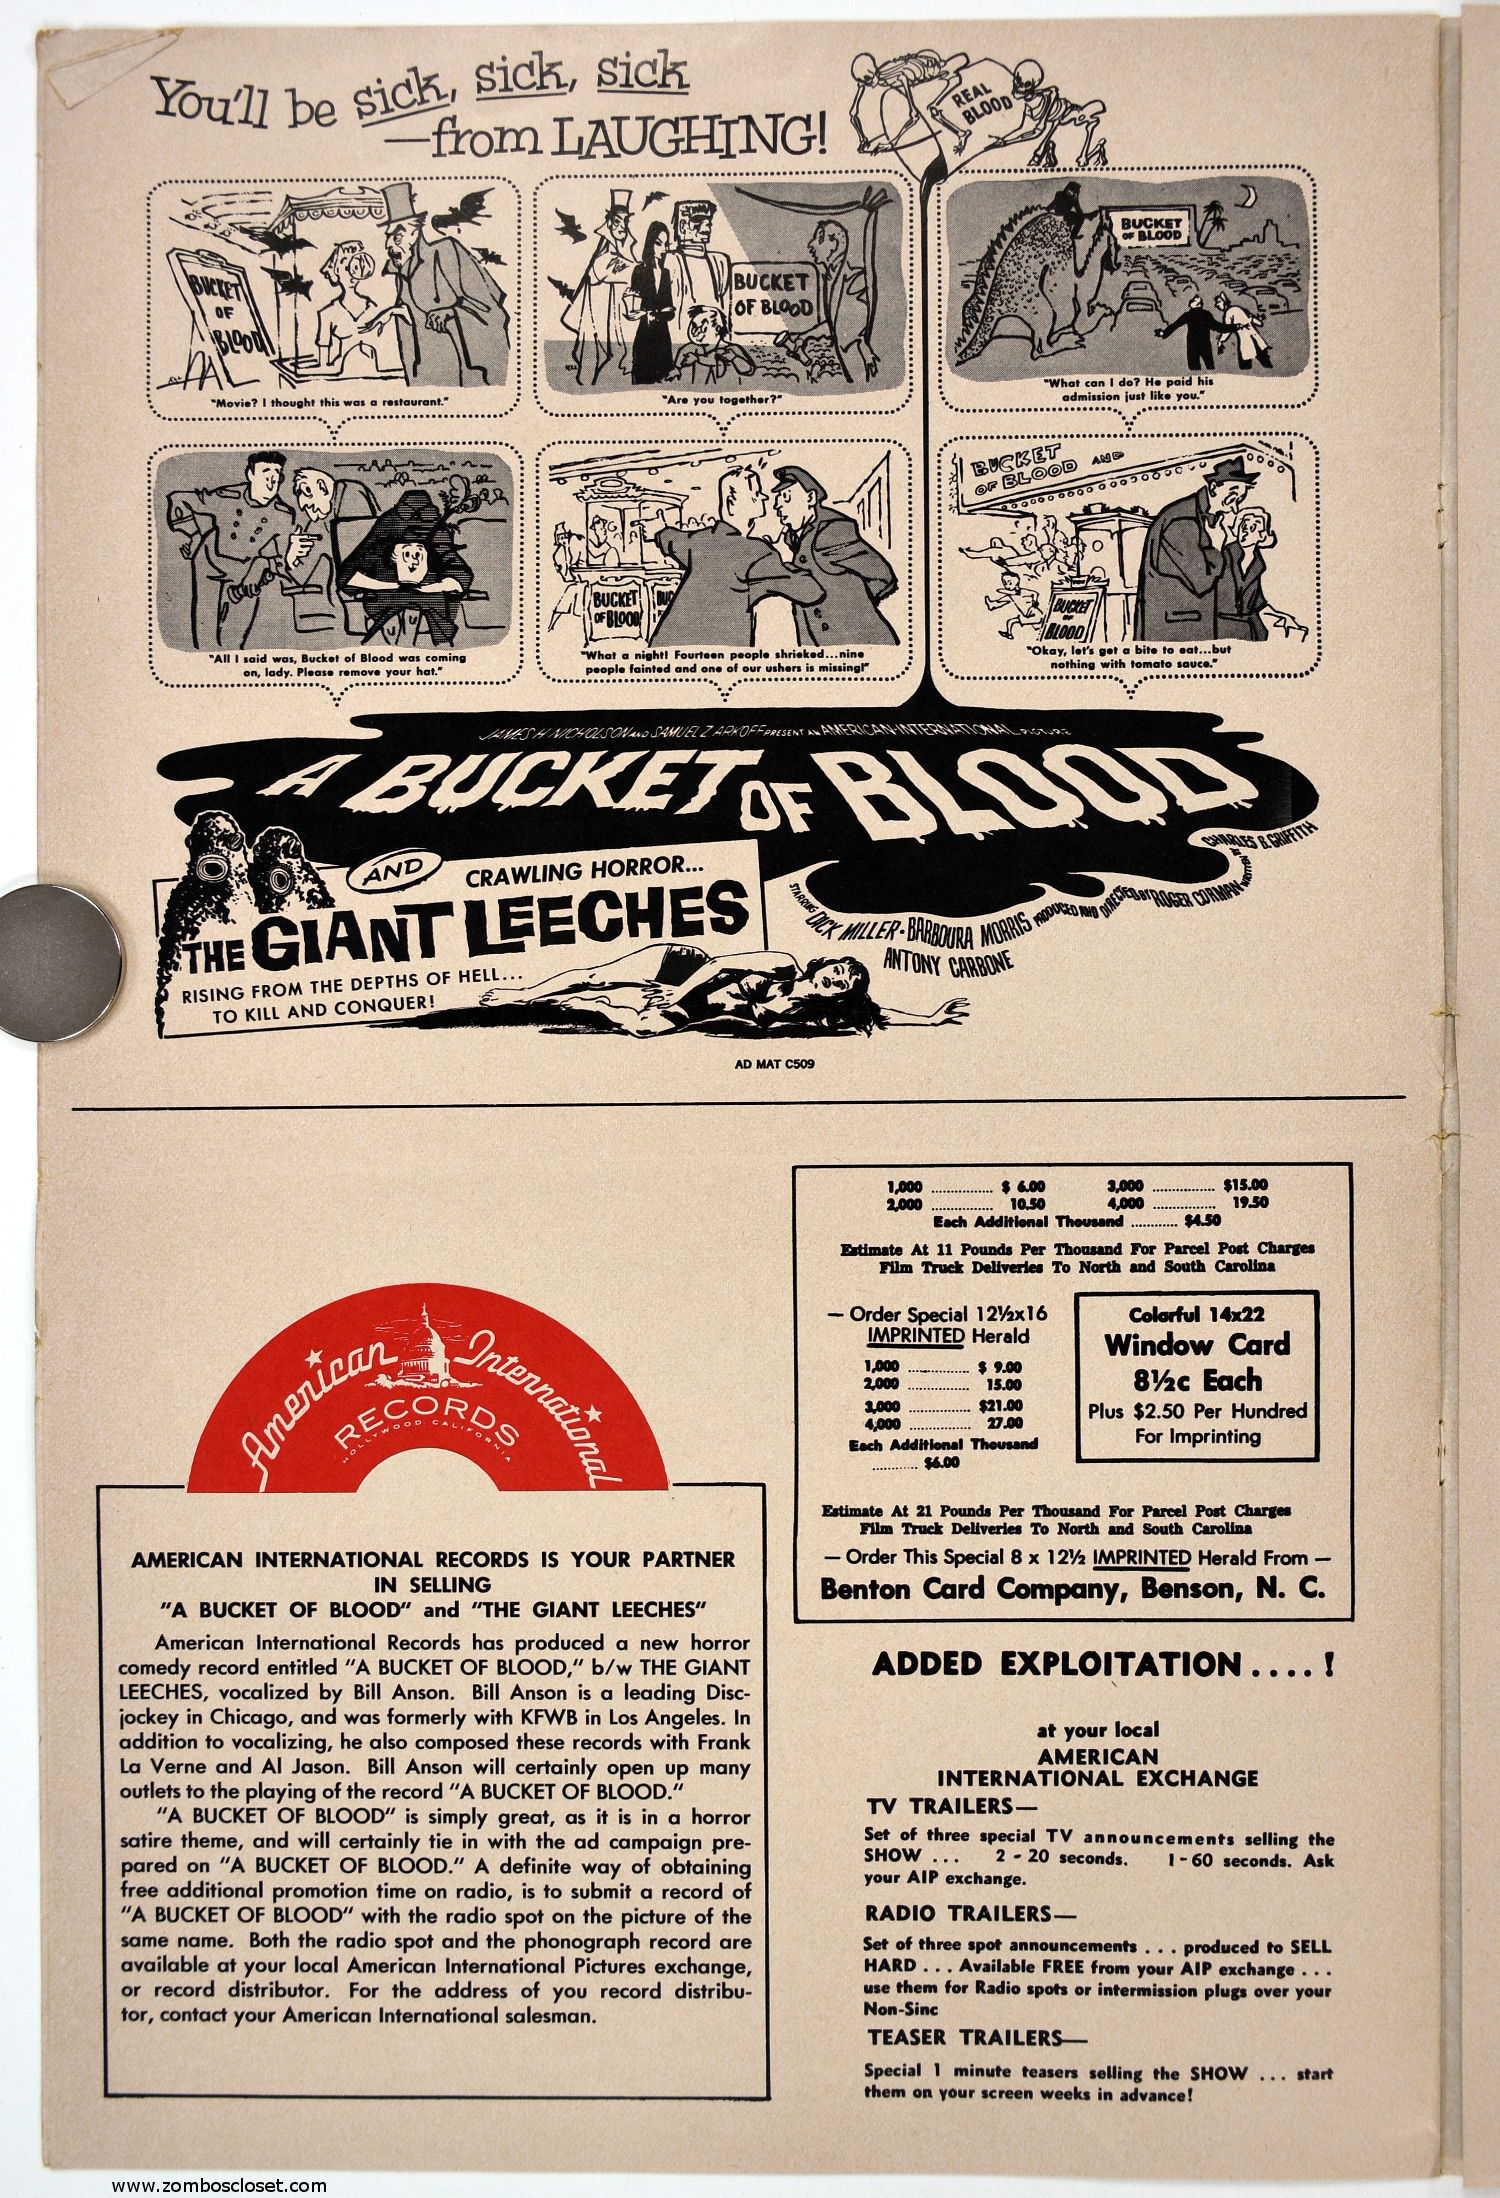 You'll be sick, sick, sick
—from LAUGHING!
REAL
BLOOD
BUCKET
OF
BLOOD
"Movie? I thought this was a restaurant."
BUCKET
OF BLOOD
"Are you together?"
BUCKET
OF BLOOD
"What can I do? He paid his
admission just like you."
"All I said was, Bucket of Blood was coming
on, lady. Please remove your hat."
BUCKET
OF BLOOD
BUC
"What a night! Fourteen people shrieked...nine
people fainted and one of our ushers is missing!"
BUCKET
OF BLOOD AND
BUCKET
OF
BLOOD
"Okay, let's get a bite to eat...but
nothing with tomato sauce."
JAMES H NICHOLSON AND SAMUEL Z ARKOFF PRESENT AN AMERICAN-INTERNATIONAL PICTURE
A BUCKET OF BLOOD
STARRING DICK MILLER · BARBOURA MORRIS PRODUCED AND DIRECTED BY ROGER CORMAN WRITTEN BY CHARLES B. GRIFFITH
ANTONY CARBONE
AND CRAWLING HORROR...
THE GIANT LEECHES
RISING FROM THE DEPTHS OF HELL...
TO KILL AND CONQUER!
AD MAT C509
American International
RECORDS
HOLLYWOOD, CALIFORNIA
AMERICAN INTERNATIONAL RECORDS IS YOUR PARTNER
IN SELLING
"A BUCKET OF BLOOD" and "THE GIANT LEECHES"
American International Records has produced a new horror
comedy record entitled "A BUCKET OF BLOOD," b/w THE GIANT
LEECHES, vocalized by Bill Anson. Bill Anson is a leading Disc-
jockey in Chicago, and was formerly with KFWB in Los Angeles. In
addition to vocalizing, he also composed these records with Frank
La Verne and Al Jason. Bill Anson will certainly open up many
outlets to the playing of the record "A BUCKET OF BLOOD."
"A BUCKET OF BLOOD" is simply great, as it is in a horror
satire theme, and will certainly tie in with the ad campaign pre-
pared on "A BUCKET OF BLOOD." A definite way of obtaining
free additional promotion time on radio, is to submit a record of
"A BUCKET OF BLOOD" with the radio spot on the picture of the
same name. Both the radio spot and the phonograph record are
available at your local American International Pictures exchange,
or record distributor. For the address of you record distribu-
tor, contact your American International salesman.
1,000 .............. $ 6.00 3,000 .............. $15.00
2,000 .............. 10.50 4,000 .............. 19.50
Each Additional Thousand .......... $4.50
Estimate At 11 Pounds Per Thousand For Parcel Post Charges
Film Truck Deliveries To North and South Carolina
— Order Special 12½x16
IMPRINTED Herald
1,000 .............. $ 9.00
2,000 .............. 15.00
3,000 .............. $21.00
4,000 .............. 27.00
Each Additional Thousand
.......... $6.00
Colorful 14x22
Window Card
8½c Each
Plus $2.50 Per Hundred
For Imprinting
Estimate At 21 Pounds Per Thousand For Parcel Post Charges
Film Truck Deliveries To North and South Carolina
— Order This Special 8 x 12½ IMPRINTED Herald From —
Benton Card Company, Benson, N. C.
ADDED EXPLOITATION . . . . !
at your local
AMERICAN
INTERNATIONAL EXCHANGE
TV TRAILERS—
Set of three special TV announcements selling the
SHOW . . . 2 - 20 seconds. 1 - 60 seconds. Ask
your AIP exchange.
RADIO TRAILERS—
Set of three spot announcements . . . produced to SELL
HARD . . . Available FREE from your AIP exchange . . .
use them for Radio spots or intermission plugs over your
Non-Sinc
TEASER TRAILERS—
Special 1 minute teasers selling the SHOW . . . start
them on your screen weeks in advance!
www.zomboscloset.com